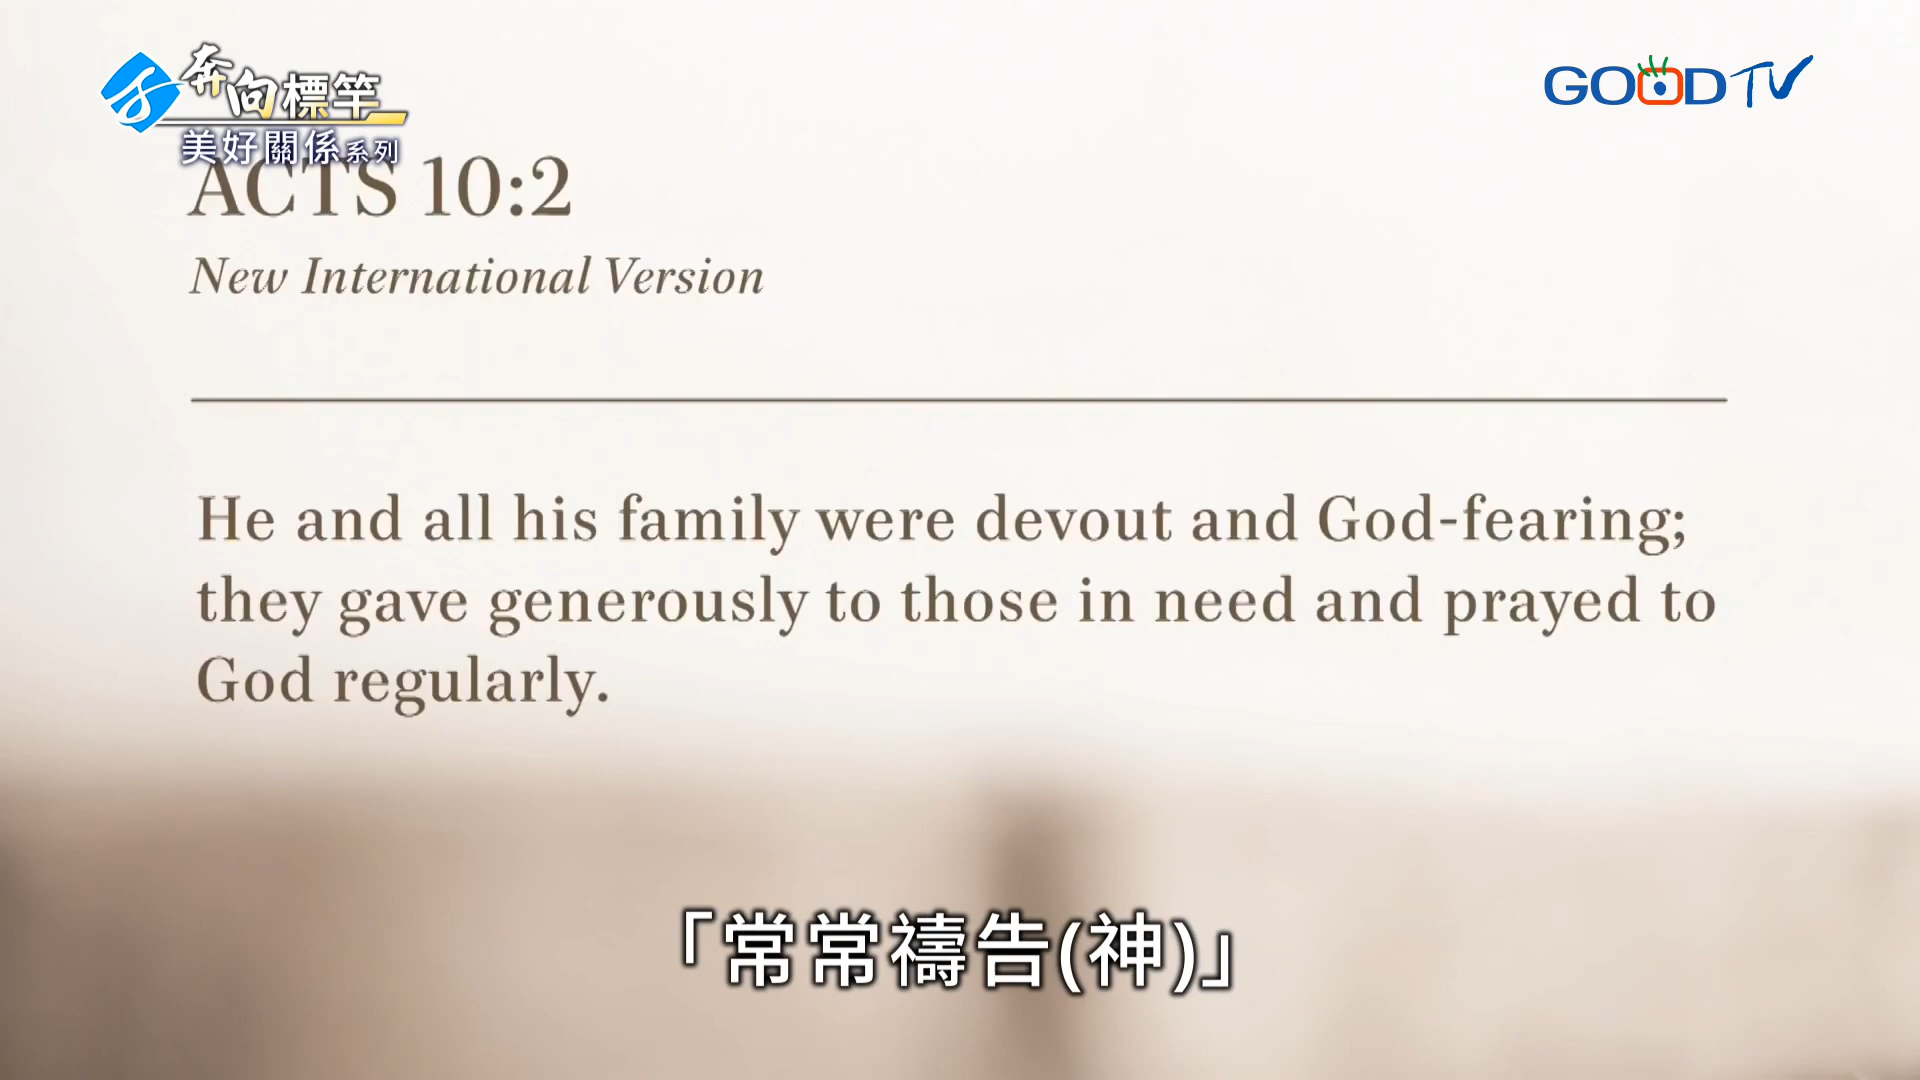 奔向標竿
美好關係系列
GOOD TV
ACTS 10:2
New International Version
He and all his family were devout and God-fearing;
they gave generously to those in need and prayed to
God regularly.
「常常禱告(神)」